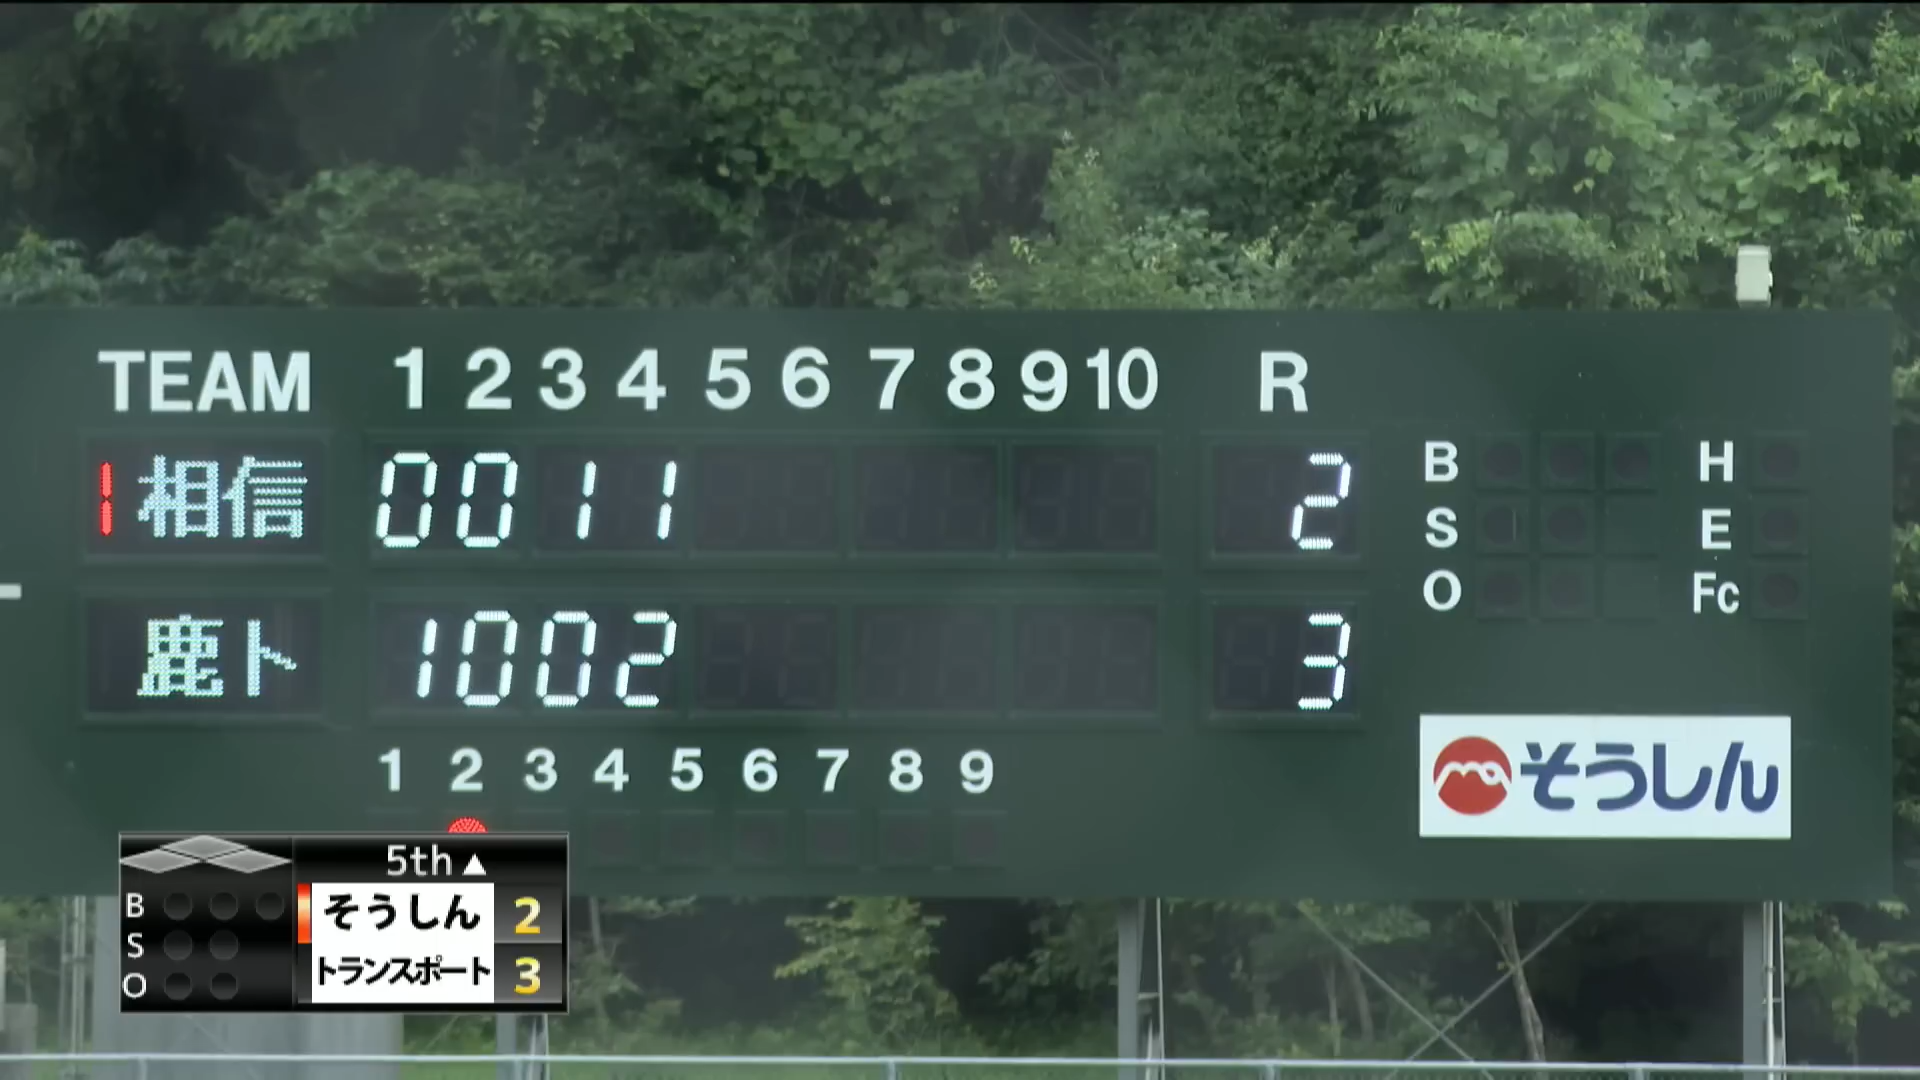 TEAM 1 2 3 4 5 6 7 8 9 10 R
1 相信 0 0 1 1 2
B H
S E
O Fc
鹿ト 1 0 0 2 3
1 2 3 4 5 6 7 8 9
そうしん
5th ▲
B そうしん 2
S
O トランスポート 3